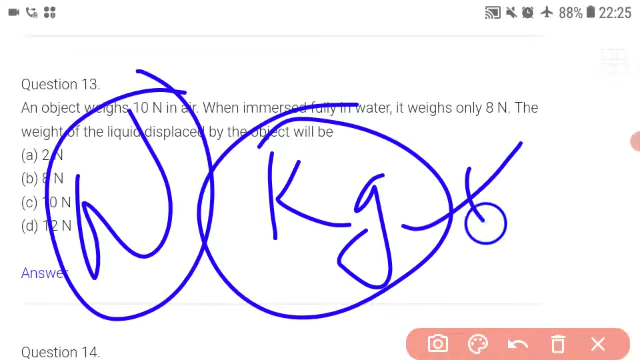 88% 22:25
Question 13.
An object weighs 10 N in air. When immersed fully in water, it weighs only 8 N. The
weight of the liquid displaced by the object will be
(a) 2 N
(b) 8 N
(c) 10 N
(d) 12 N
N Kg
Answer
Question 14.